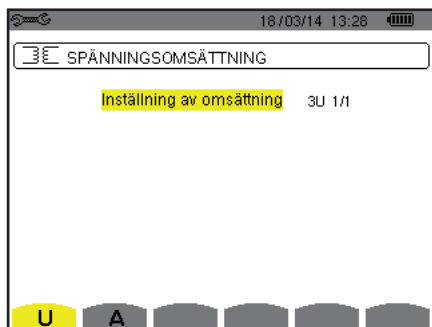 18/03/14 13:28
SPÄNNINGSOMSÄTTNING
Inställning av omsättning 3U 1/1
U A